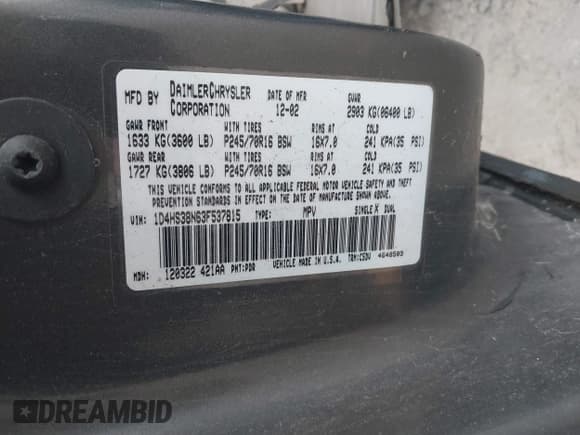 MFD BY DAIMLERCHRYSLER CORPORATION DATE OF MFR 12-02 GVWR 2903 KG(06400 LB)
GAWR FRONT WITH TIRES RIMS AT COLD
1633 KG(3600 LB) P245/70R16 BSW 16X7.0 241 KPA(35 PSI)
GAWR REAR WITH TIRES RIMS AT COLD
1727 KG(3806 LB) P245/70R16 BSW 16X7.0 241 KPA(35 PSI)
THIS VEHICLE CONFORMS TO ALL APPLICABLE FEDERAL MOTOR VEHICLE SAFETY AND THEFT
PREVENTION STANDARDS IN EFFECT ON THE DATE OF MANUFACTURE SHOWN ABOVE.
VIN: 1D4HS38N63F537815 TYPE: MPV SINGLE X DUAL
MDH: 120322 421AA PNT:PDR VEHICLE MADE IN U.S.A. TRM:C5DV 4648503
DREAMBID